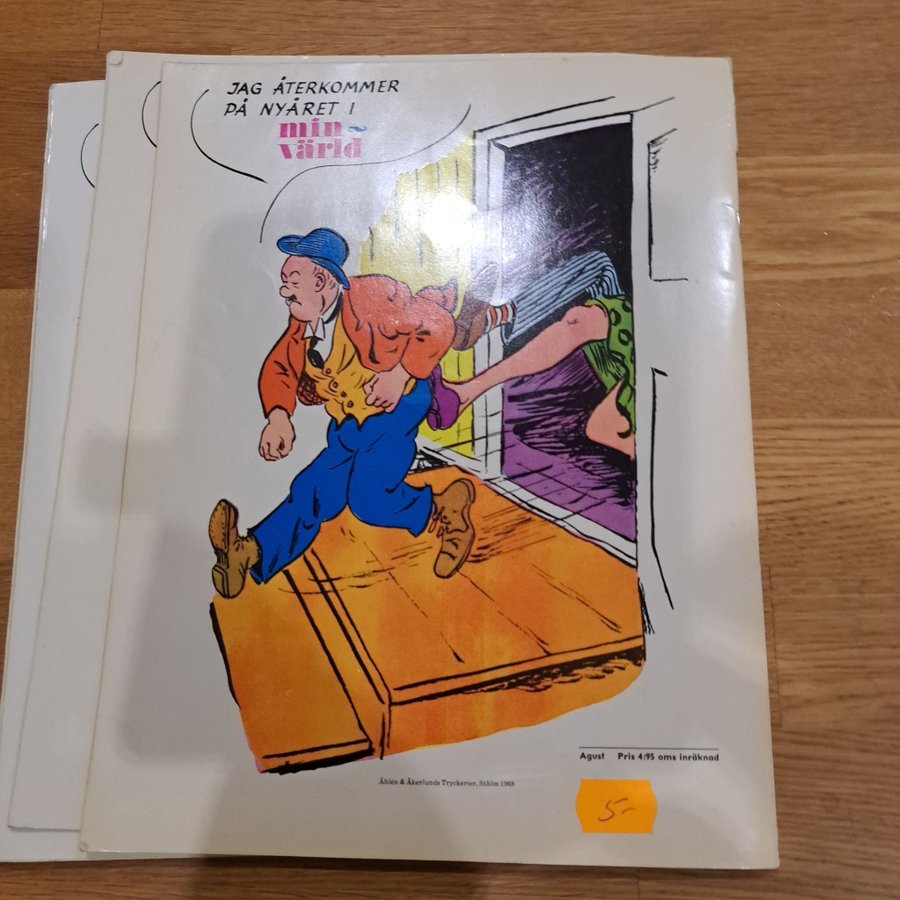 JAG ÅTERKOMMER
PÅ NYÅRET I
min
värld
Agust Pris 4:95 oms inräknad
Åhlén & Åkerlunds Tryckerier, Sthlm 1968
5-